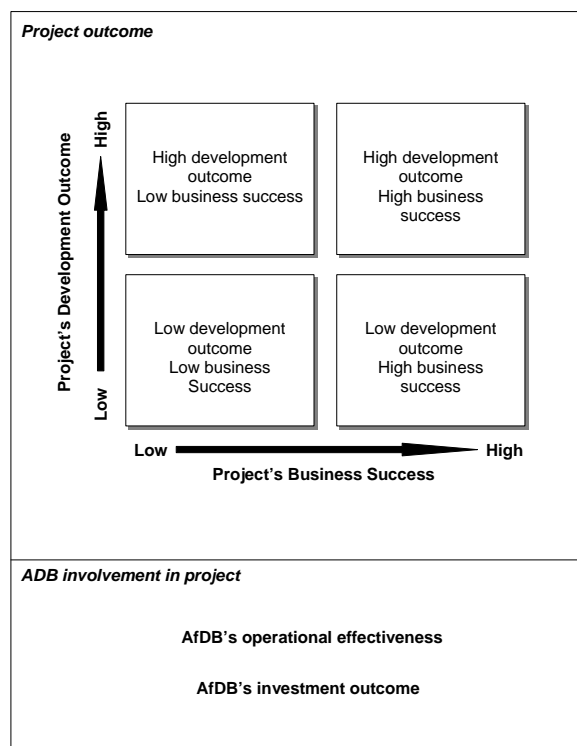 Project outcome
High
Project's Development Outcome
Low
High development
outcome
Low business success
High development
outcome
High business
success
Low development
outcome
Low business
Success
Low development
outcome
High business
success
Low
High
Project's Business Success
ADB involvement in project
AfDB's operational effectiveness
AfDB's investment outcome